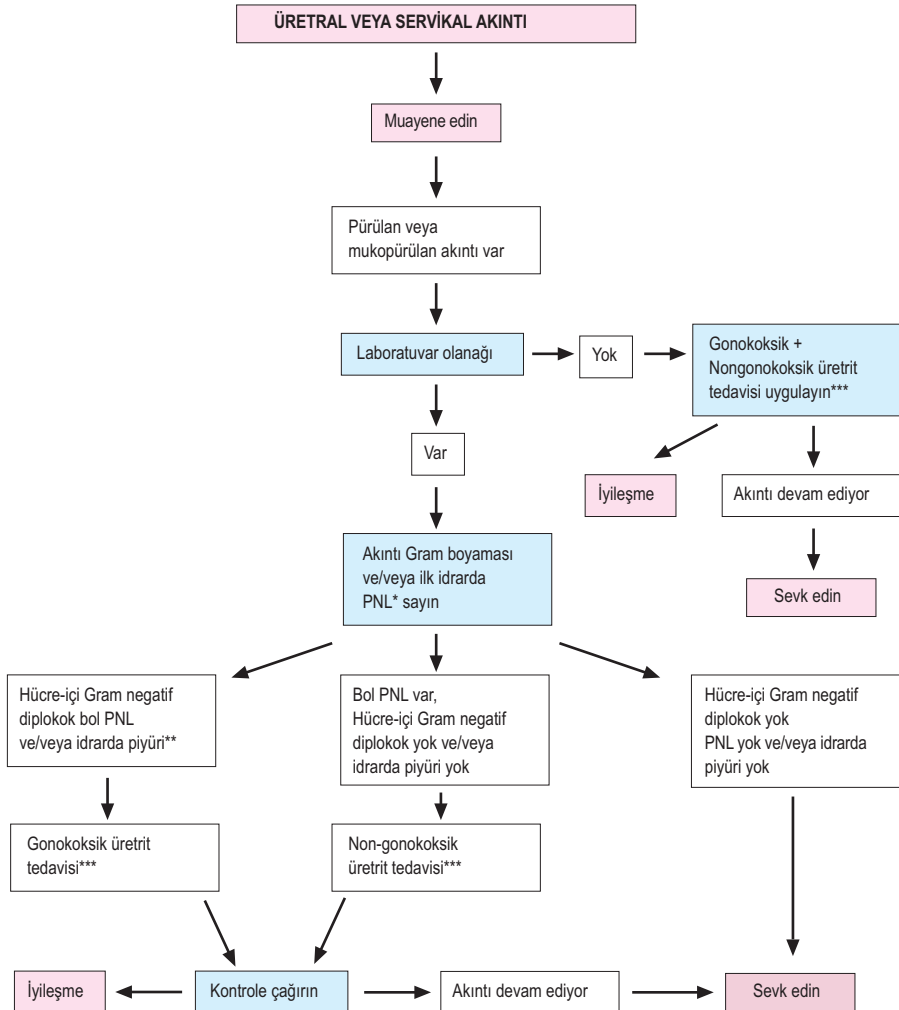 ÜRETRAL VEYA SERVİKAL AKINTI
Muayene edin
Pürülan veya
mukopürülan akıntı var
Laboratuvar olanağı
Yok
Gonokoksik +
Nongonokoksik üretrit
tedavisi uygulayın***
Var
İyileşme
Akıntı devam ediyor
Akıntı Gram boyaması
ve/veya ilk idrarda
PNL* sayın
Sevk edin
Hücre-içi Gram negatif
diplokok bol PNL
ve/veya idrarda piyüri**
Bol PNL var,
Hücre-içi Gram negatif
diplokok yok ve/veya
idrarda piyüri yok
Hücre-içi Gram negatif
diplokok yok
PNL yok ve/veya idrarda
piyüri yok
Gonokoksik üretrit
tedavisi***
Non-gonokoksik
üretrit tedavisi***
İyileşme
Kontrole çağırın
Akıntı devam ediyor
Sevk edin